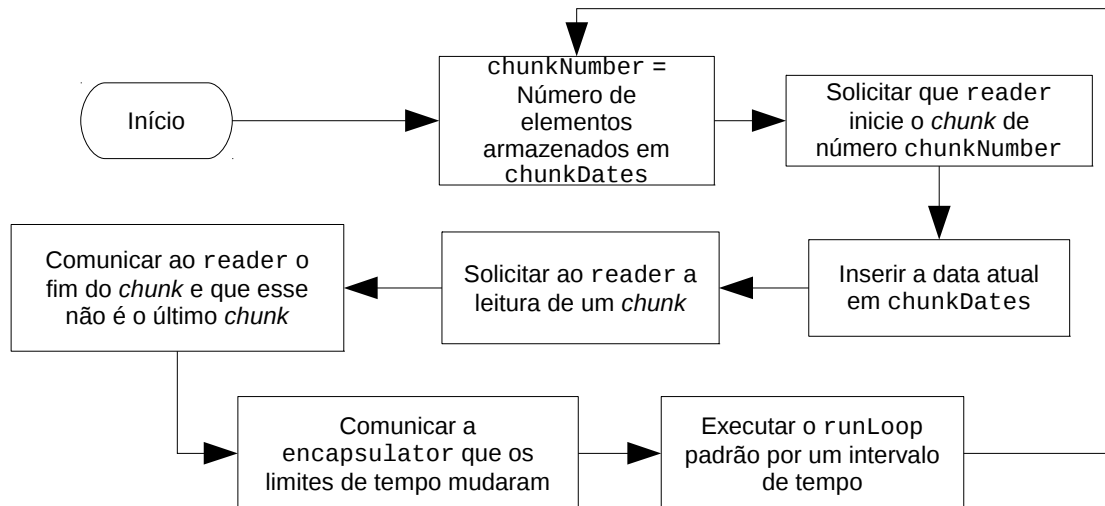 Início
chunkNumber =
Número de
elementos
armazenados em
chunkDates
Solicitar que reader
inicie o chunk de
número chunkNumber
Inserir a data atual
em chunkDates
Solicitar ao reader a
leitura de um chunk
Comunicar ao reader o
fim do chunk e que esse
não é o último chunk
Comunicar a
encapsulator que os
limites de tempo mudaram
Executar o runLoop
padrão por um intervalo
de tempo